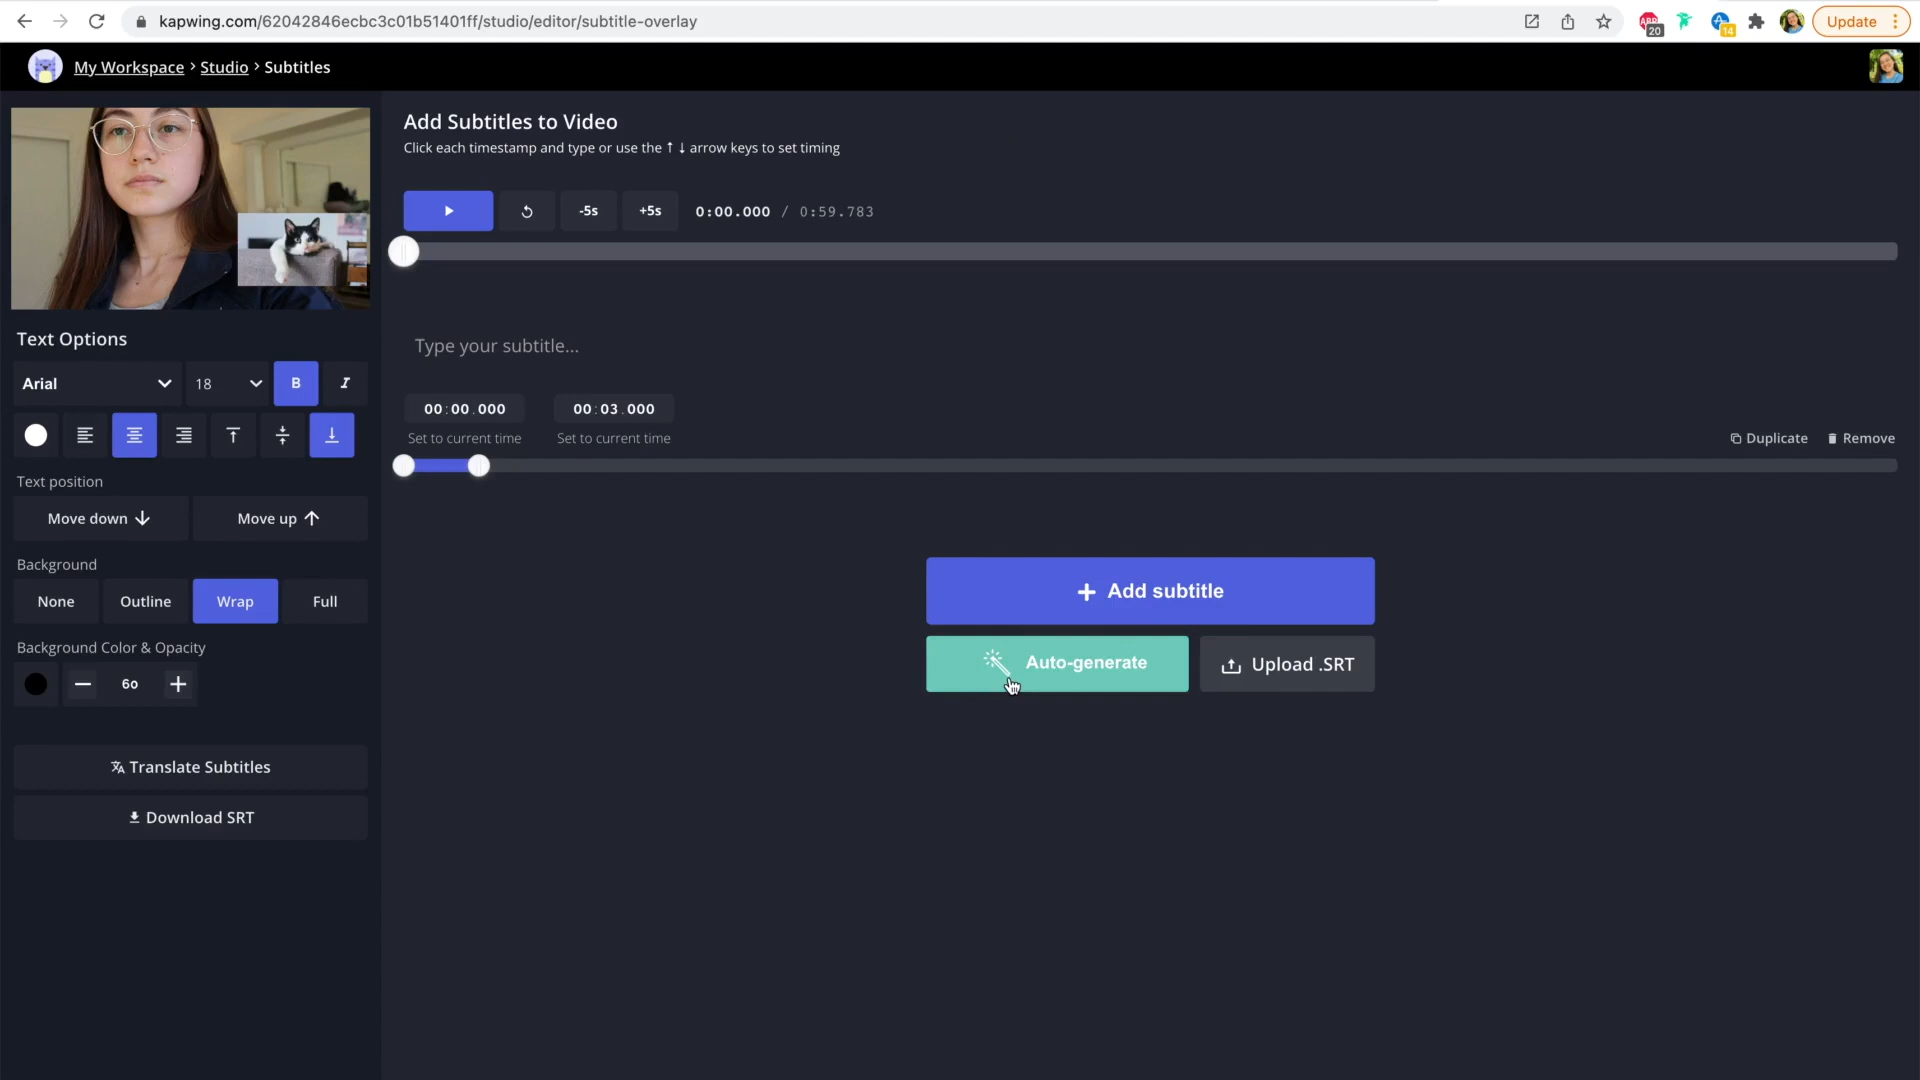 kapwing.com/62042846ecbc3c01b51401ff/studio/editor/subtitle-overlay
ABP
20
14
Update
My Workspace > Studio > Subtitles
Add Subtitles to Video
Click each timestamp and type or use the ↑ ↓ arrow keys to set timing
-5s
+5s
0:00.000 / 0:59.783
Type your subtitle...
00:00.000
00:03.000
Set to current time
Set to current time
Duplicate
Remove
+ Add subtitle
Auto-generate
Upload .SRT
Text Options
Arial
18
B
I
Text position
Move down ↓
Move up ↑
Background
None
Outline
Wrap
Full
Background Color & Opacity
− 60 +
Translate Subtitles
Download SRT